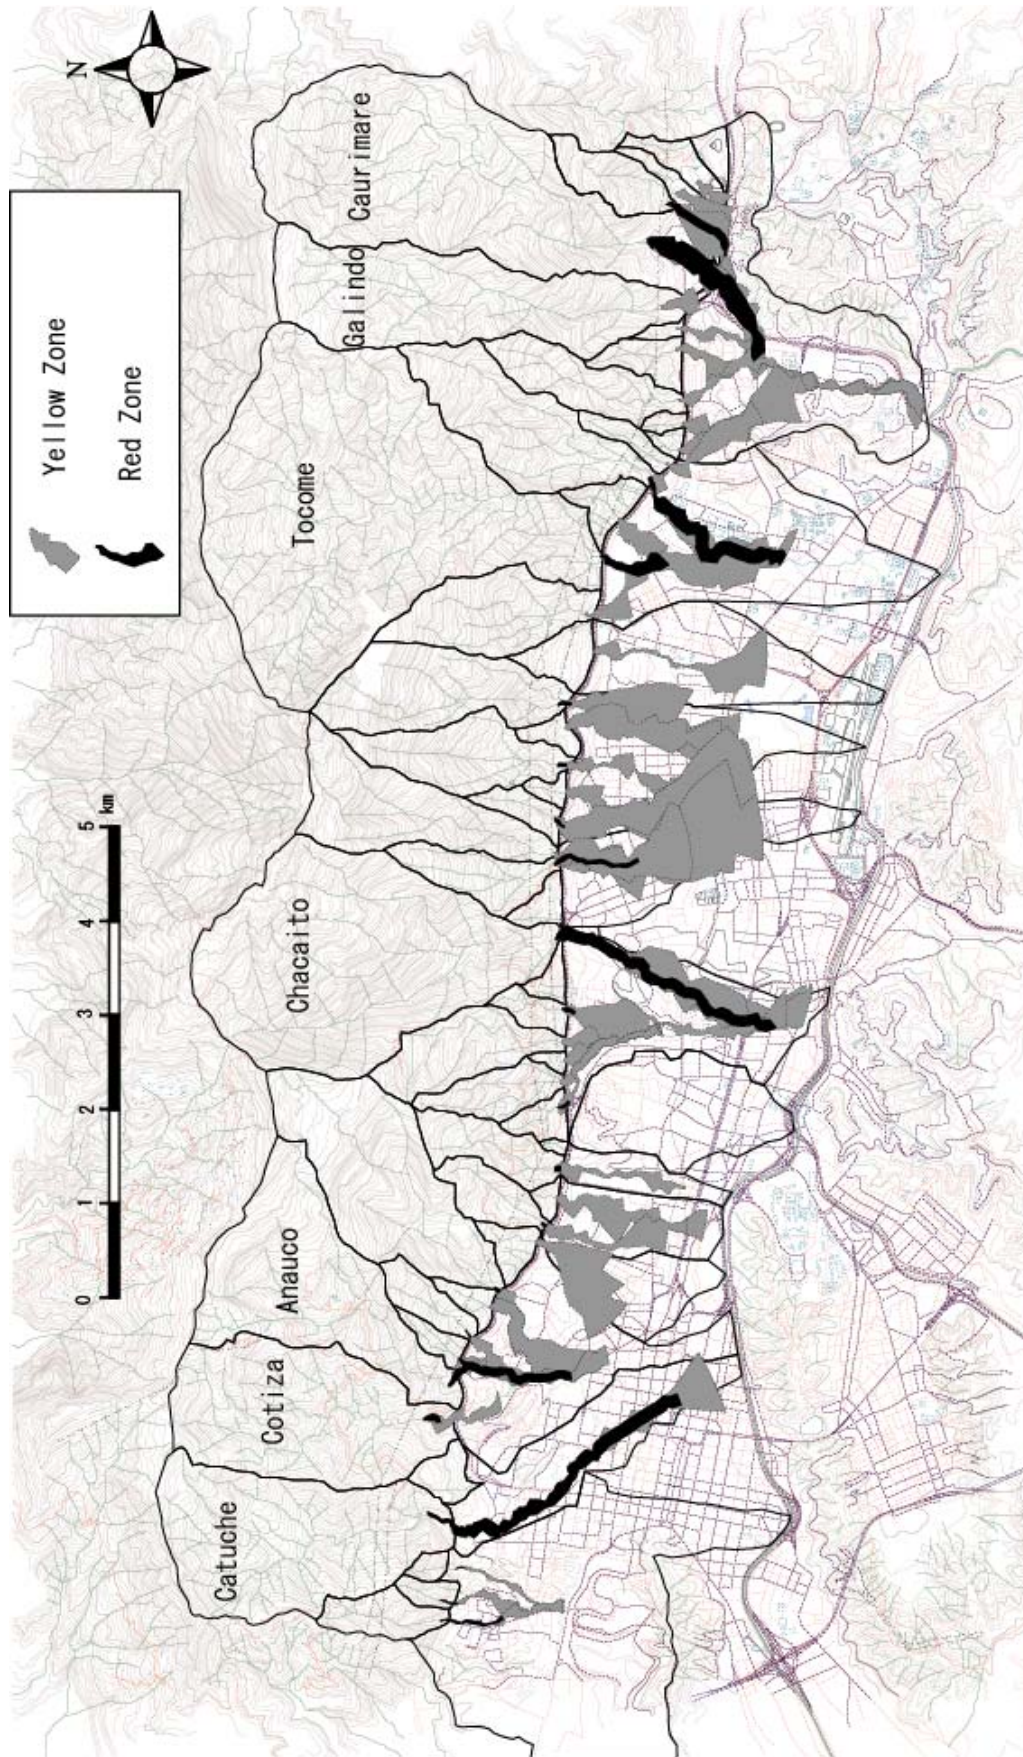 N
Yellow Zone
Red Zone
Caurimare
Galindo
Tocome
Chacaito
Anauco
Cotiza
Catuche
0 1 2 3 4 5 km